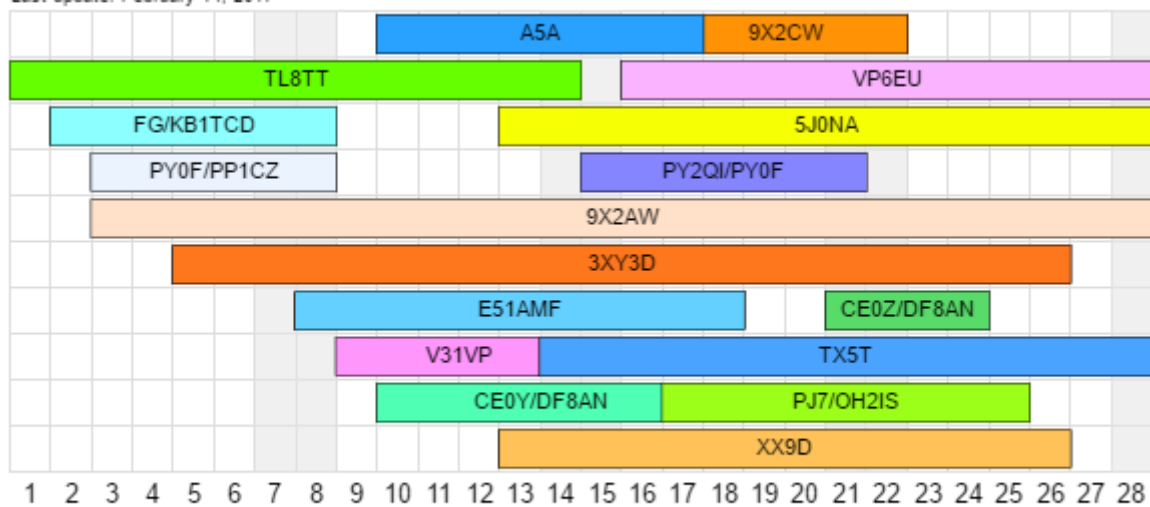 A5A 9X2CW
TL8TT VP6EU
FG/KB1TCD 5J0NA
PY0F/PP1CZ PY2QI/PY0F
9X2AW
3XY3D
E51AMF CE0Z/DF8AN
V31VP TX5T
CE0Y/DF8AN PJ7/OH2IS
XX9D
1 2 3 4 5 6 7 8 9 10 11 12 13 14 15 16 17 18 19 20 21 22 23 24 25 26 27 28